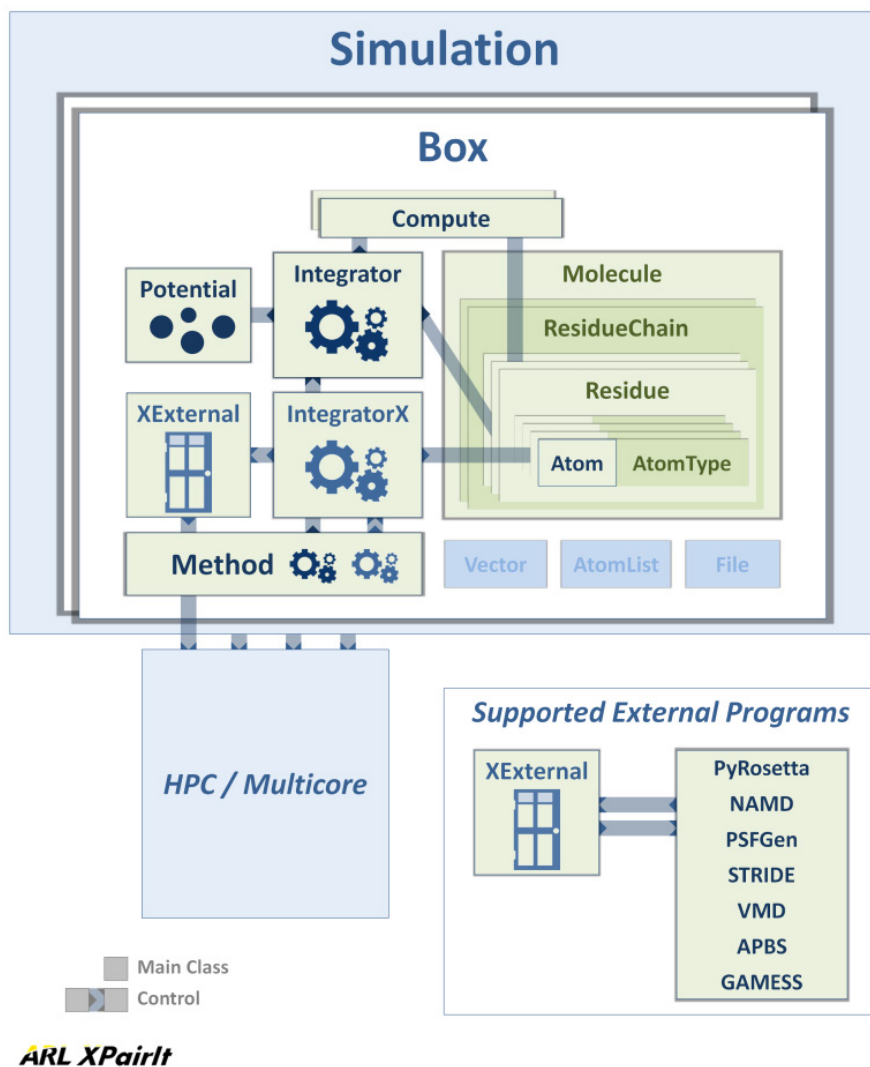 Simulation
Box
Compute
Potential
Integrator
Molecule
ResidueChain
Residue
XExternal
IntegratorX
Atom
AtomType
Method
Vector
AtomList
File
HPC / Multicore
Supported External Programs
XExternal
PyRosetta
NAMD
PSFGen
STRIDE
VMD
APBS
GAMESS
Main Class
Control
ARL XPairIt